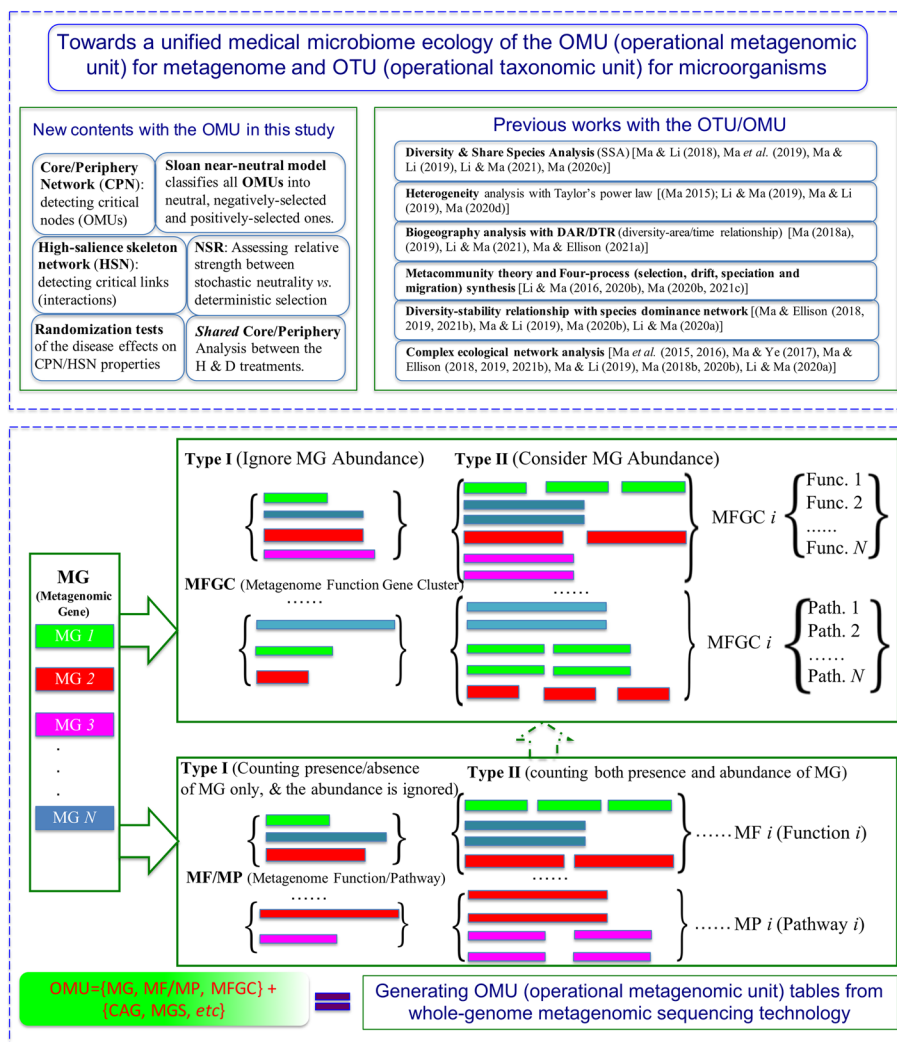 Towards a unified medical microbiome ecology of the OMU (operational metagenomic
unit) for metagenome and OTU (operational taxonomic unit) for microorganisms
New contents with the OMU in this study
Core/Periphery
Network (CPN):
detecting critical
nodes (OMUs)
Sloan near-neutral model
classifies all OMUs into
neutral, negatively-selected
and positively-selected ones.
High-salience skeleton
network (HSN):
detecting critical links
(interactions)
NSR: Assessing relative
strength between
stochastic neutrality vs.
deterministic selection
Randomization tests
of the disease effects on
CPN/HSN properties
Shared Core/Periphery
Analysis between the
H & D treatments.
Previous works with the OTU/OMU
Diversity & Share Species Analysis (SSA) [Ma & Li (2018), Ma et al. (2019), Ma &
Li (2019), Li & Ma (2021), Ma (2020c)]
Heterogeneity analysis with Taylor's power law [(Ma 2015); Li & Ma (2019), Ma & Li
(2019), Ma (2020d)]
Biogeography analysis with DAR/DTR (diversity-area/time relationship) [Ma (2018a),
(2019), Li & Ma (2021), Ma & Ellison (2021a)]
Metacommunity theory and Four-process (selection, drift, speciation and
migration) synthesis [Li & Ma (2016, 2020b), Ma (2020b, 2021c)]
Diversity-stability relationship with species dominance network [(Ma & Ellison (2018,
2019, 2021b), Ma & Li (2019), Ma (2020b), Li & Ma (2020a)]
Complex ecological network analysis [Ma et al. (2015, 2016), Ma & Ye (2017), Ma &
Ellison (2018, 2019, 2021b), Ma & Li (2019), Ma (2018b, 2020b), Li & Ma (2020a)]
MG
(Metagenomic
Gene)
MG 1
MG 2
MG 3
.
.
.
.
MG N
Type I (Ignore MG Abundance)
Type II (Consider MG Abundance)
MFGC i
Func. 1
Func. 2
……
Func. N
MFGC (Metagenome Function Gene Cluster)
……
……
MFGC i
Path. 1
Path. 2
……
Path. N
Type I (Counting presence/absence
of MG only, & the abundance is ignored)
Type II (counting both presence and abundance of MG)
……MF i (Function i)
MF/MP (Metagenome Function/Pathway)
……
……
……MP i (Pathway i)
OMU={MG, MF/MP, MFGC} +
{CAG, MGS, etc}
Generating OMU (operational metagenomic unit) tables from
whole-genome metagenomic sequencing technology